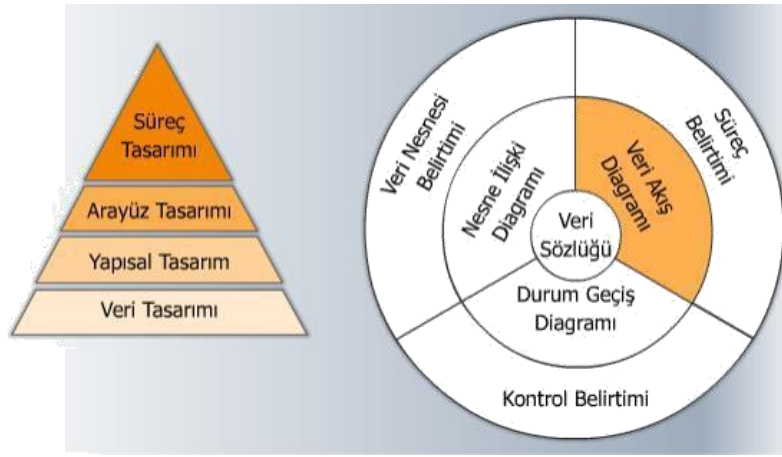 Süreç
Tasarımı
Arayüz Tasarımı
Yapısal Tasarım
Veri Tasarımı
Veri Nesnesi
Belirtimi
Süreç
Belirtimi
Nesne İlişki
Diagramı
Veri Akış
Diagramı
Veri
Sözlüğü
Durum Geçiş
Diagramı
Kontrol Belirtimi